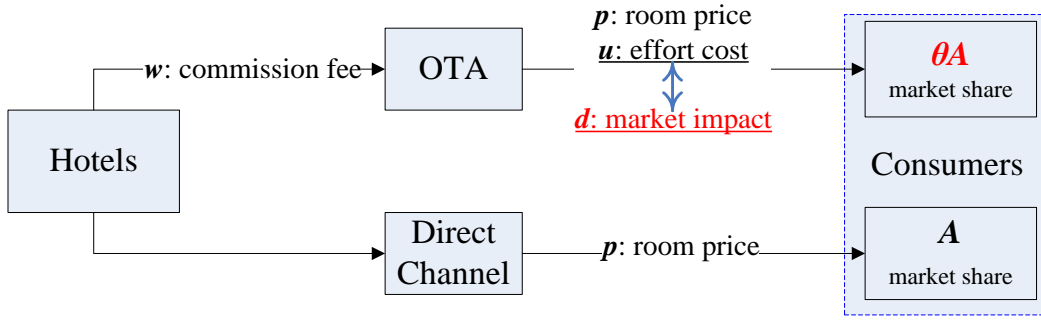 p: room price
w: commission fee
OTA
u: effort cost
d: market impact
θA
market share
Hotels
Consumers
Direct
Channel
p: room price
A
market share